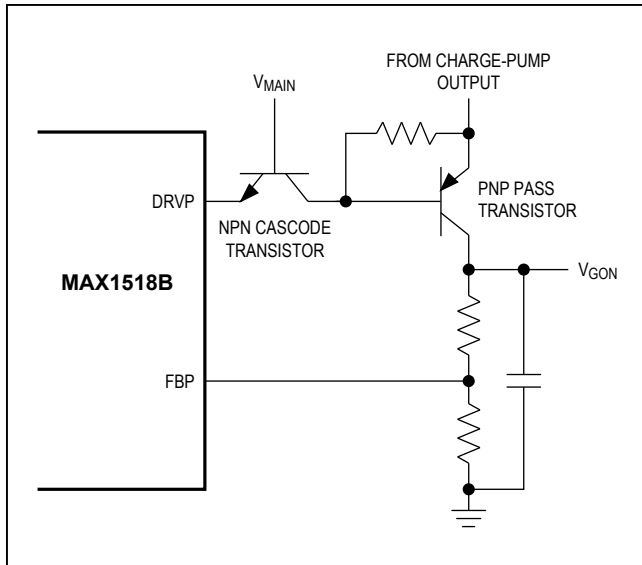 FROM CHARGE-PUMP
OUTPUT
VMAIN
PNP PASS
TRANSISTOR
DRVP
NPN CASCODE
TRANSISTOR
MAX1518B
VGON
FBP